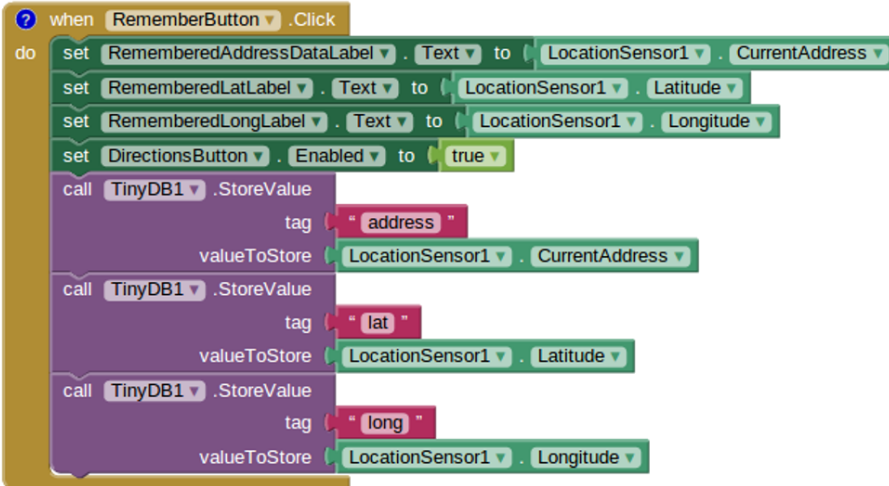 ? when RememberButton .Click
do set RememberedAddressDataLabel . Text to LocationSensor1 . CurrentAddress
set RememberedLatLabel . Text to LocationSensor1 . Latitude
set RememberedLongLabel . Text to LocationSensor1 . Longitude
set DirectionsButton . Enabled to true
call TinyDB1 .StoreValue
tag “ address ”
valueToStore LocationSensor1 . CurrentAddress
call TinyDB1 .StoreValue
tag “ lat ”
valueToStore LocationSensor1 . Latitude
call TinyDB1 .StoreValue
tag “ long ”
valueToStore LocationSensor1 . Longitude